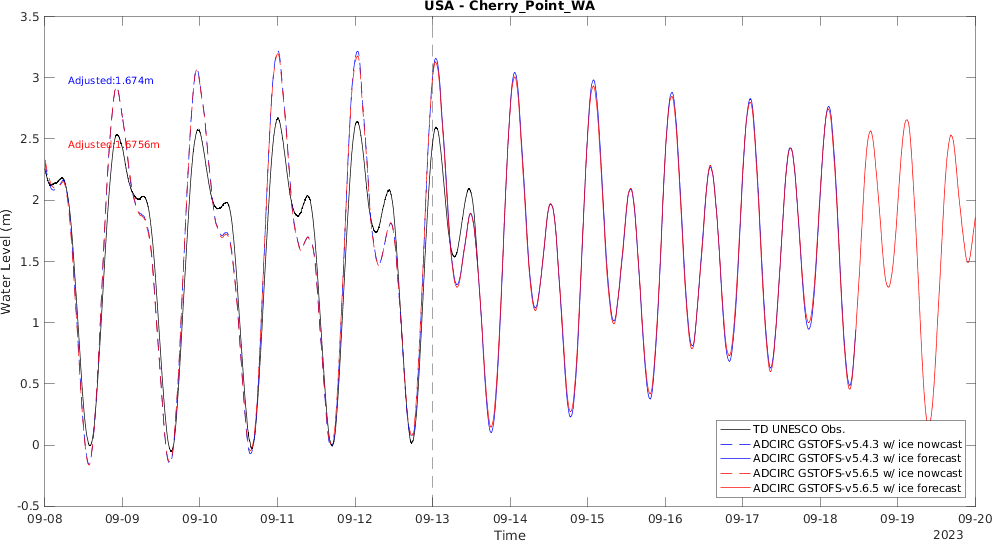 USA - Cherry_Point_WA
3.5
3
2.5
2
1.5
1
0.5
0
-0.5
Water Level (m)
Adjusted:1.674m
Adjusted:1.6756m
TD UNESCO Obs.
ADCIRC GSTOFS-v5.4.3 w/ ice nowcast
ADCIRC GSTOFS-v5.4.3 w/ ice forecast
ADCIRC GSTOFS-v5.6.5 w/ ice nowcast
ADCIRC GSTOFS-v5.6.5 w/ ice forecast
09-08 09-09 09-10 09-11 09-12 09-13 09-14 09-15 09-16 09-17 09-18 09-19 09-20
Time
2023